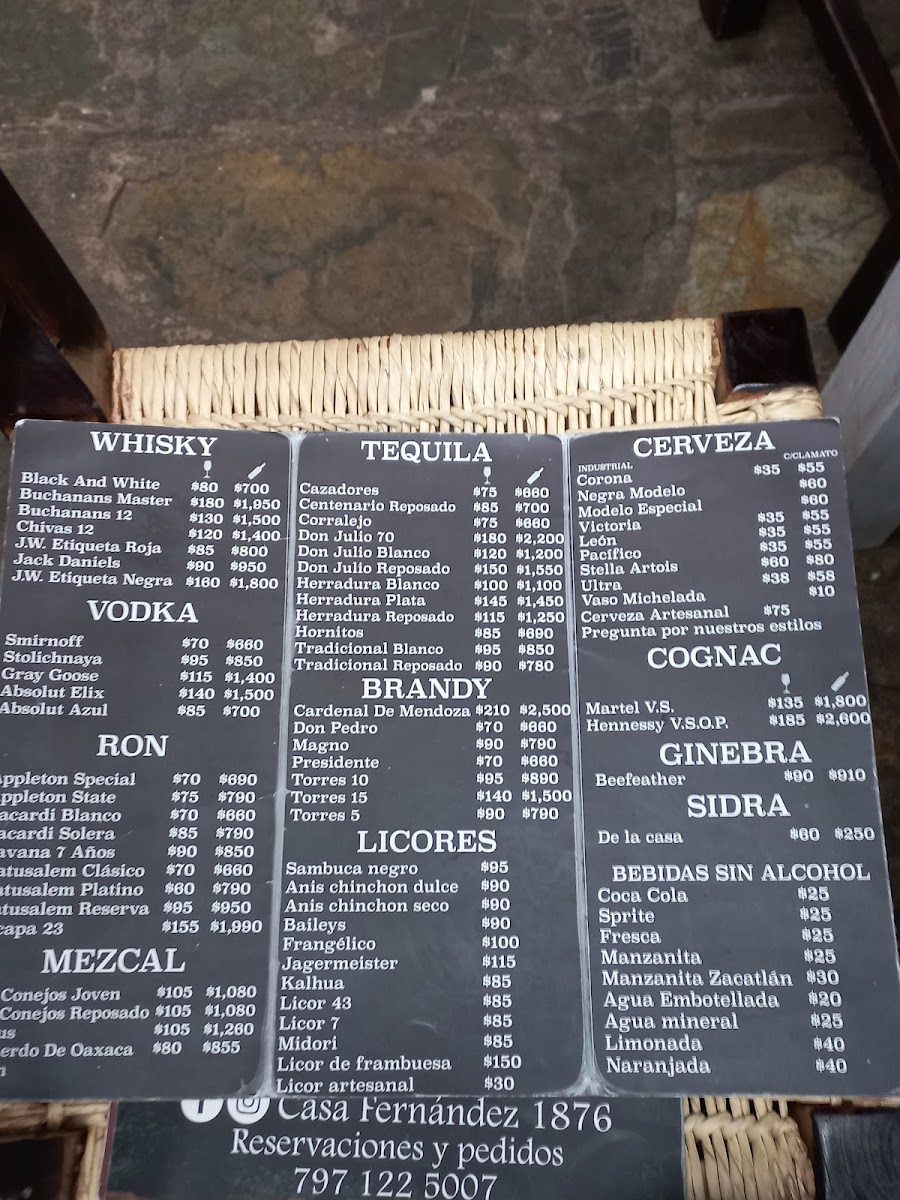 WHISKY
Black And White $80 $700
Buchanans Master $180 $1,950
Buchanans 12 $130 $1,500
Chivas 12 $120 $1,400
J.W. Etiqueta Roja $85 $800
Jack Daniels $90 $950
J.W. Etiqueta Negra $160 $1,800
VODKA
Smirnoff $70 $660
Stolichnaya $95 $850
Gray Goose $115 $1,400
Absolut Elix $140 $1,500
Absolut Azul $85 $700
RON
Appleton Special $70 $690
ppleton State $75 $790
acardi Blanco $70 $660
acardi Solera $85 $790
avana 7 Años $90 $850
atusalem Clásico $70 $660
atusalem Platino $60 $790
atusalem Reserva $95 $950
capa 23 $155 $1,990
MEZCAL
Conejos Joven $105 $1,080
Conejos Reposado $105 $1,080
us $105 $1,260
erdo De Oaxaca $80 $855
TEQUILA
Cazadores $75 $660
Centenario Reposado $85 $700
Corralejo $75 $660
Don Julio 70 $180 $2,200
Don Julio Blanco $120 $1,200
Don Julio Reposado $150 $1,550
Herradura Blanco $100 $1,100
Herradura Plata $145 $1,450
Herradura Reposado $115 $1,250
Hornitos $85 $690
Tradicional Blanco $95 $850
Tradicional Reposado $90 $780
BRANDY
Cardenal De Mendoza $210 $2,500
Don Pedro $70 $660
Magno $90 $790
Presidente $70 $660
Torres 10 $95 $890
Torres 15 $140 $1,500
Torres 5 $90 $790
LICORES
Sambuca negro $95
Anis chinchon dulce $90
Anis chinchon seco $90
Baileys $90
Frangélico $100
Jagermeister $115
Kalhua $85
Licor 43 $85
Licor 7 $85
Midori $85
Licor de frambuesa $150
Licor artesanal $30
CERVEZA
INDUSTRIAL C/CLAMATO
Corona $35 $55
Negra Modelo $60
Modelo Especial $60
Victoria $35 $55
León $35 $55
Pacífico $35 $55
Stella Artois $60 $80
Ultra $38 $58
Vaso Michelada $10
Cerveza Artesanal $75
Pregunta por nuestros estilos
COGNAC
Martel V.S. $135 $1,800
Hennessy V.S.O.P. $185 $2,600
GINEBRA
Beefeather $90 $910
SIDRA
De la casa $60 $250
BEBIDAS SIN ALCOHOL
Coca Cola $25
Sprite $25
Fresca $25
Manzanita $25
Manzanita Zacatlán $30
Agua Embotellada $20
Agua mineral $25
Limonada $40
Naranjada $40
Casa Fernández 1876
Reservaciones y pedidos
797 122 5007